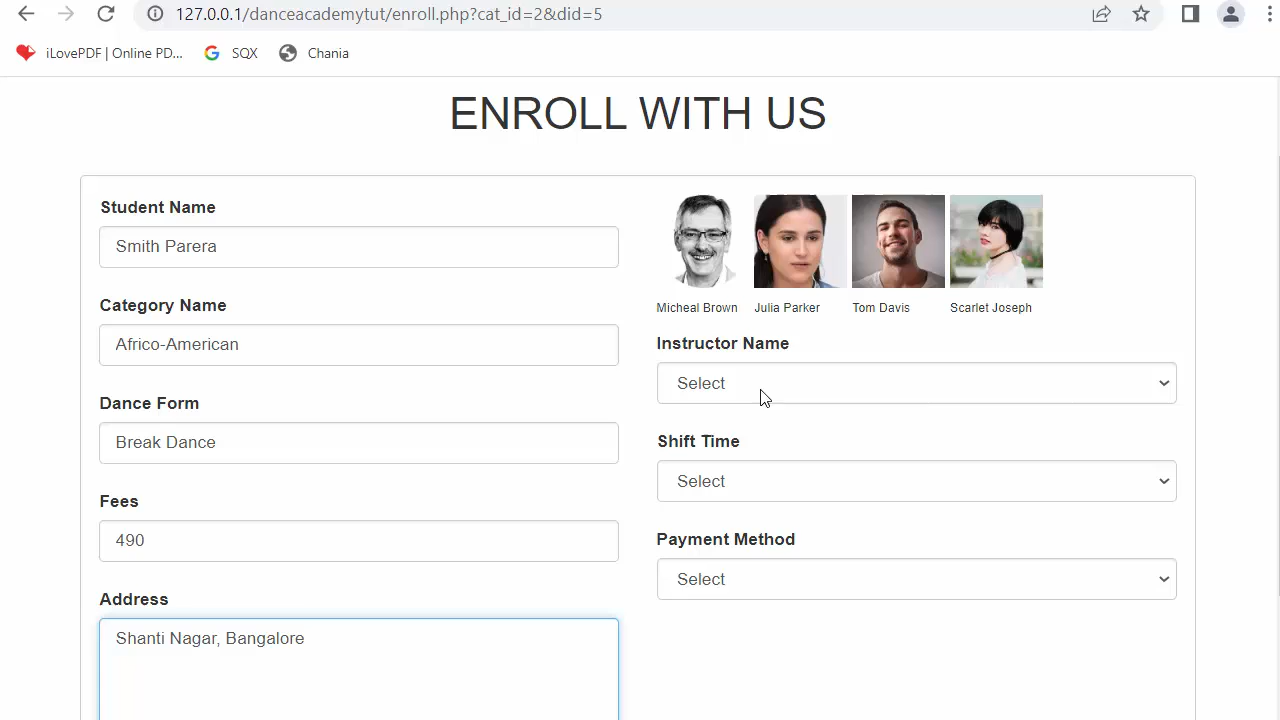 127.0.0.1/danceacademytut/enroll.php?cat_id=2&did=5
iLovePDF | Online PD... SQX Chania
ENROLL WITH US
Student Name
Smith Parera
Category Name
Africo-American
Dance Form
Break Dance
Fees
490
Address
Shanti Nagar, Bangalore
Micheal Brown Julia Parker Tom Davis Scarlet Joseph
Instructor Name
Select
Shift Time
Select
Payment Method
Select